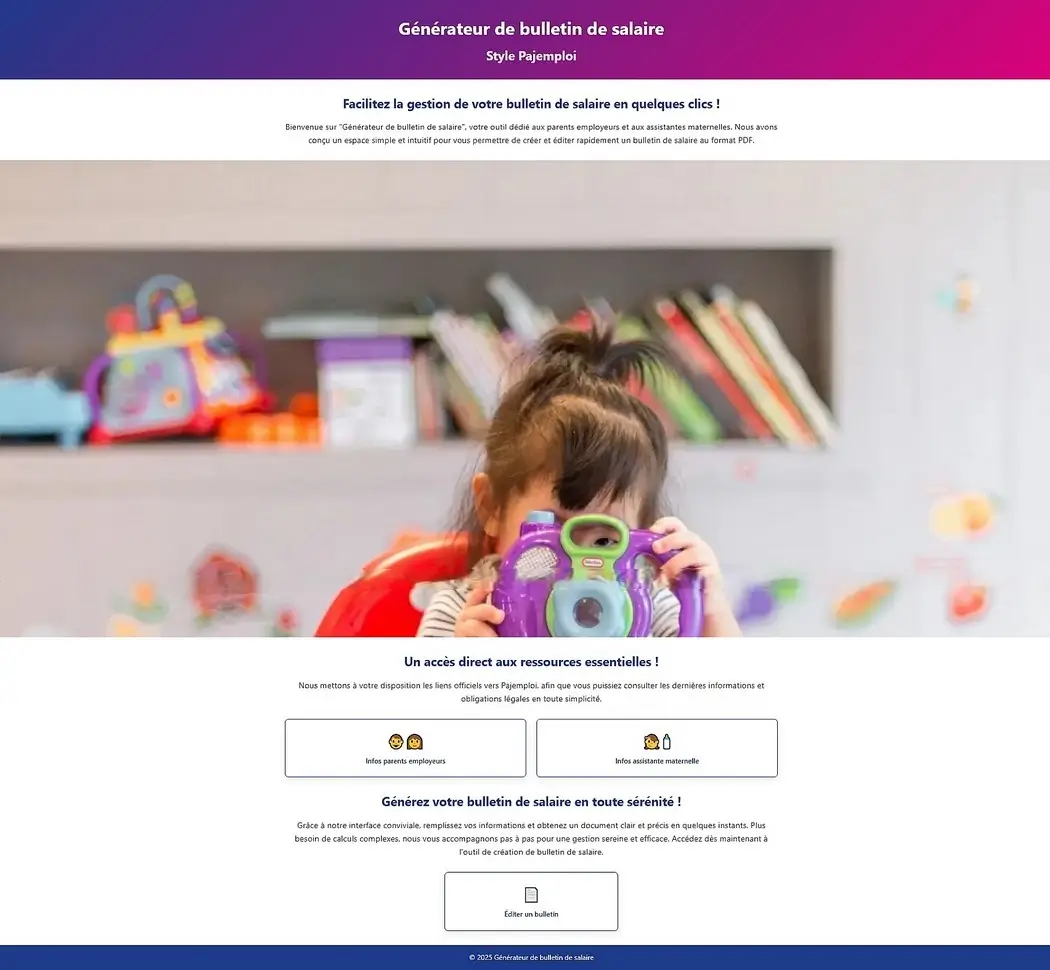 Générateur de bulletin de salaire
Style Pajemploi
Facilitez la gestion de votre bulletin de salaire en quelques clics !
Bienvenue sur "Générateur de bulletin de salaire", votre outil dédié aux parents employeurs et aux assistantes maternelles. Nous avons
conçu un espace simple et intuitif pour vous permettre de créer et éditer rapidement un bulletin de salaire au format PDF.
Un accès direct aux ressources essentielles !
Nous mettons à votre disposition les liens officiels vers Pajemploi, afin que vous puissiez consulter les dernières informations et
obligations légales en toute simplicité.
Infos parents employeurs
Infos assistante maternelle
Générez votre bulletin de salaire en toute sérénité !
Grâce à notre interface conviviale, remplissez vos informations et obtenez un document clair et précis en quelques instants. Plus
besoin de calculs complexes, nous vous accompagnons pas à pas pour une gestion sereine et efficace. Accédez dès maintenant à
l'outil de création de bulletin de salaire.
Éditer un bulletin
© 2025 Générateur de bulletin de salaire